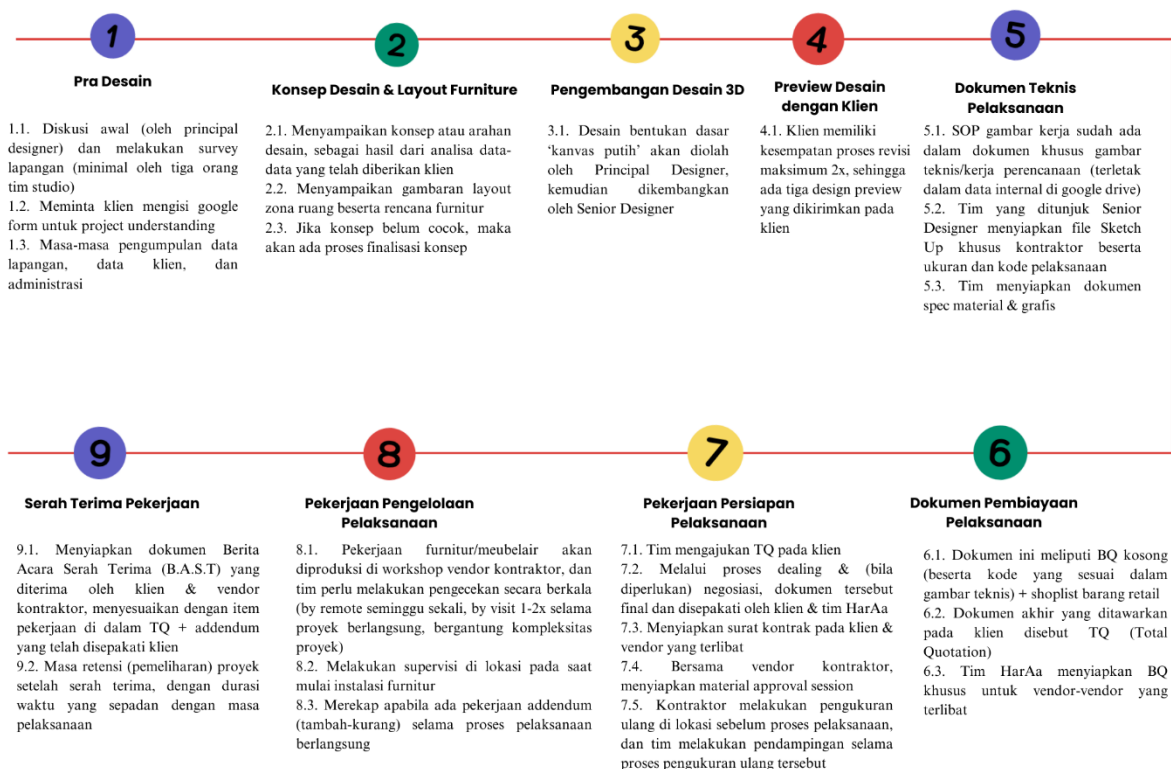 1
Pra Desain
1.1. Diskusi awal (oleh principal
designer) dan melakukan survey
lapangan (minimal oleh tiga orang
tim studio)
1.2. Meminta klien mengisi google
form untuk project understanding
1.3. Masa-masa pengumpulan data
lapangan, data klien, dan
administrasi
2
Konsep Desain & Layout Furniture
2.1. Menyampaikan konsep atau arahan
desain, sebagai hasil dari analisa data-
data yang telah diberikan klien
2.2. Menyampaikan gambaran layout
zona ruang beserta rencana furnitur
2.3. Jika konsep belum cocok, maka
akan ada proses finalisasi konsep
3
Pengembangan Desain 3D
3.1. Desain bentukan dasar
‘kanvas putih’ akan diolah
oleh Principal Designer,
kemudian dikembangkan
oleh Senior Designer
4
Preview Desain
dengan Klien
4.1. Klien memiliki
kesempatan proses revisi
maksimum 2x, sehingga
ada tiga design preview
yang dikirimkan pada
klien
5
Dokumen Teknis
Pelaksanaan
5.1. SOP gambar kerja sudah ada
dalam dokumen khusus gambar
teknis/kerja perencanaan (terletak
dalam data internal di google drive)
5.2. Tim yang ditunjuk Senior
Designer menyiapkan file Sketch
Up khusus kontraktor beserta
ukuran dan kode pelaksanaan
5.3. Tim menyiapkan dokumen
spec material & grafis
9
Serah Terima Pekerjaan
9.1. Menyiapkan dokumen Berita
Acara Serah Terima (B.A.S.T) yang
diterima oleh klien & vendor
kontraktor, menyesuaikan dengan item
pekerjaan di dalam TQ + addendum
yang telah disepakati klien
9.2. Masa retensi (pemeliharan) proyek
setelah serah terima, dengan durasi
waktu yang sepadan dengan masa
pelaksanaan
8
Pekerjaan Pengelolaan
Pelaksanaan
8.1. Pekerjaan furnitur/meubelair akan
diproduksi di workshop vendor kontraktor, dan
tim perlu melakukan pengecekan secara berkala
(by remote seminggu sekali, by visit 1-2x selama
proyek berlangsung, bergantung kompleksitas
proyek)
8.2. Melakukan supervisi di lokasi pada saat
mulai instalasi furnitur
8.3. Merekap apabila ada pekerjaan addendum
(tambah-kurang) selama proses pelaksanaan
berlangsung
7
Pekerjaan Persiapan
Pelaksanaan
7.1. Tim mengajukan TQ pada klien
7.2. Melalui proses dealing & (bila
diperlukan) negosiasi, dokumen tersebut
final dan disepakati oleh klien & tim HarAa
7.3. Menyiapkan surat kontrak pada klien &
vendor yang terlibat
7.4. Bersama vendor kontraktor,
menyiapkan material approval session
7.5. Kontraktor melakukan pengukuran
ulang di lokasi sebelum proses pelaksanaan,
dan tim melakukan pendampingan selama
proses pengukuran ulang tersebut
6
Dokumen Pembiayaan
Pelaksanaan
6.1. Dokumen ini meliputi BQ kosong
(beserta kode yang sesuai dalam
gambar teknis) + shoplist barang retail
6.2. Dokumen akhir yang ditawarkan
pada klien disebut TQ (Total
Quotation)
6.3. Tim HarAa menyiapkan BQ
khusus untuk vendor-vendor yang
terlibat